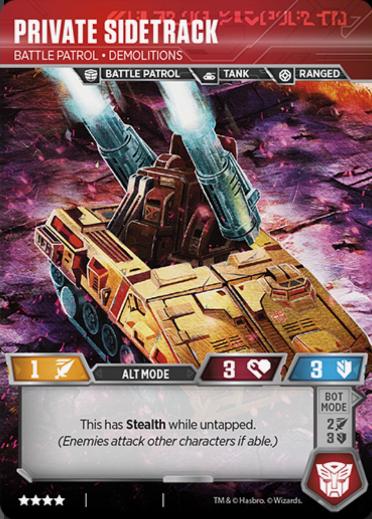 PRIVATE SIDETRACK
BATTLE PATROL • DEMOLITIONS
BATTLE PATROL TANK RANGED
1 ALT MODE 3 3
This has Stealth while untapped.
(Enemies attack other characters if able.)
BOT
MODE
2
3
TM & © Hasbro. © Wizards.